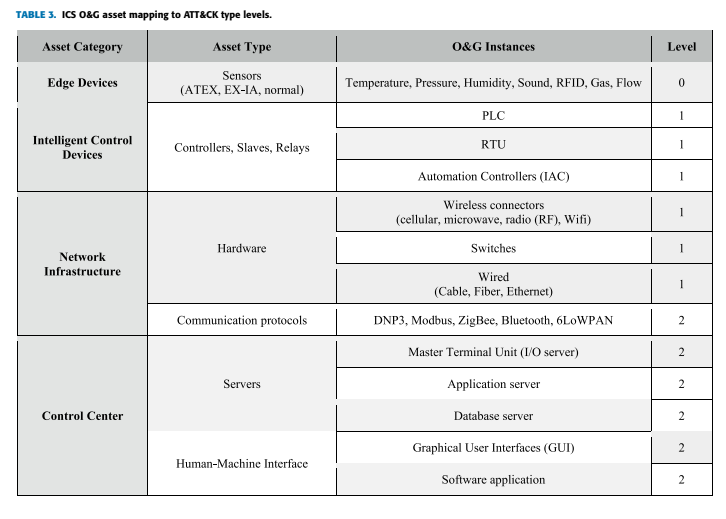 TABLE 3. ICS O&G asset mapping to ATT&CK type levels.
Asset Category Asset Type O&G Instances Level
Edge Devices Sensors (ATEX, EX-IA, normal) Temperature, Pressure, Humidity, Sound, RFID, Gas, Flow 0
Intelligent Control Devices Controllers, Slaves, Relays PLC 1
RTU 1
Automation Controllers (IAC) 1
Network Infrastructure Hardware Wireless connectors (cellular, microwave, radio (RF), Wifi) 1
Switches 1
Wired (Cable, Fiber, Ethernet) 1
Communication protocols DNP3, Modbus, ZigBee, Bluetooth, 6LoWPAN 2
Control Center Servers Master Terminal Unit (I/O server) 2
Application server 2
Database server 2
Human-Machine Interface Graphical User Interfaces (GUI) 2
Software application 2